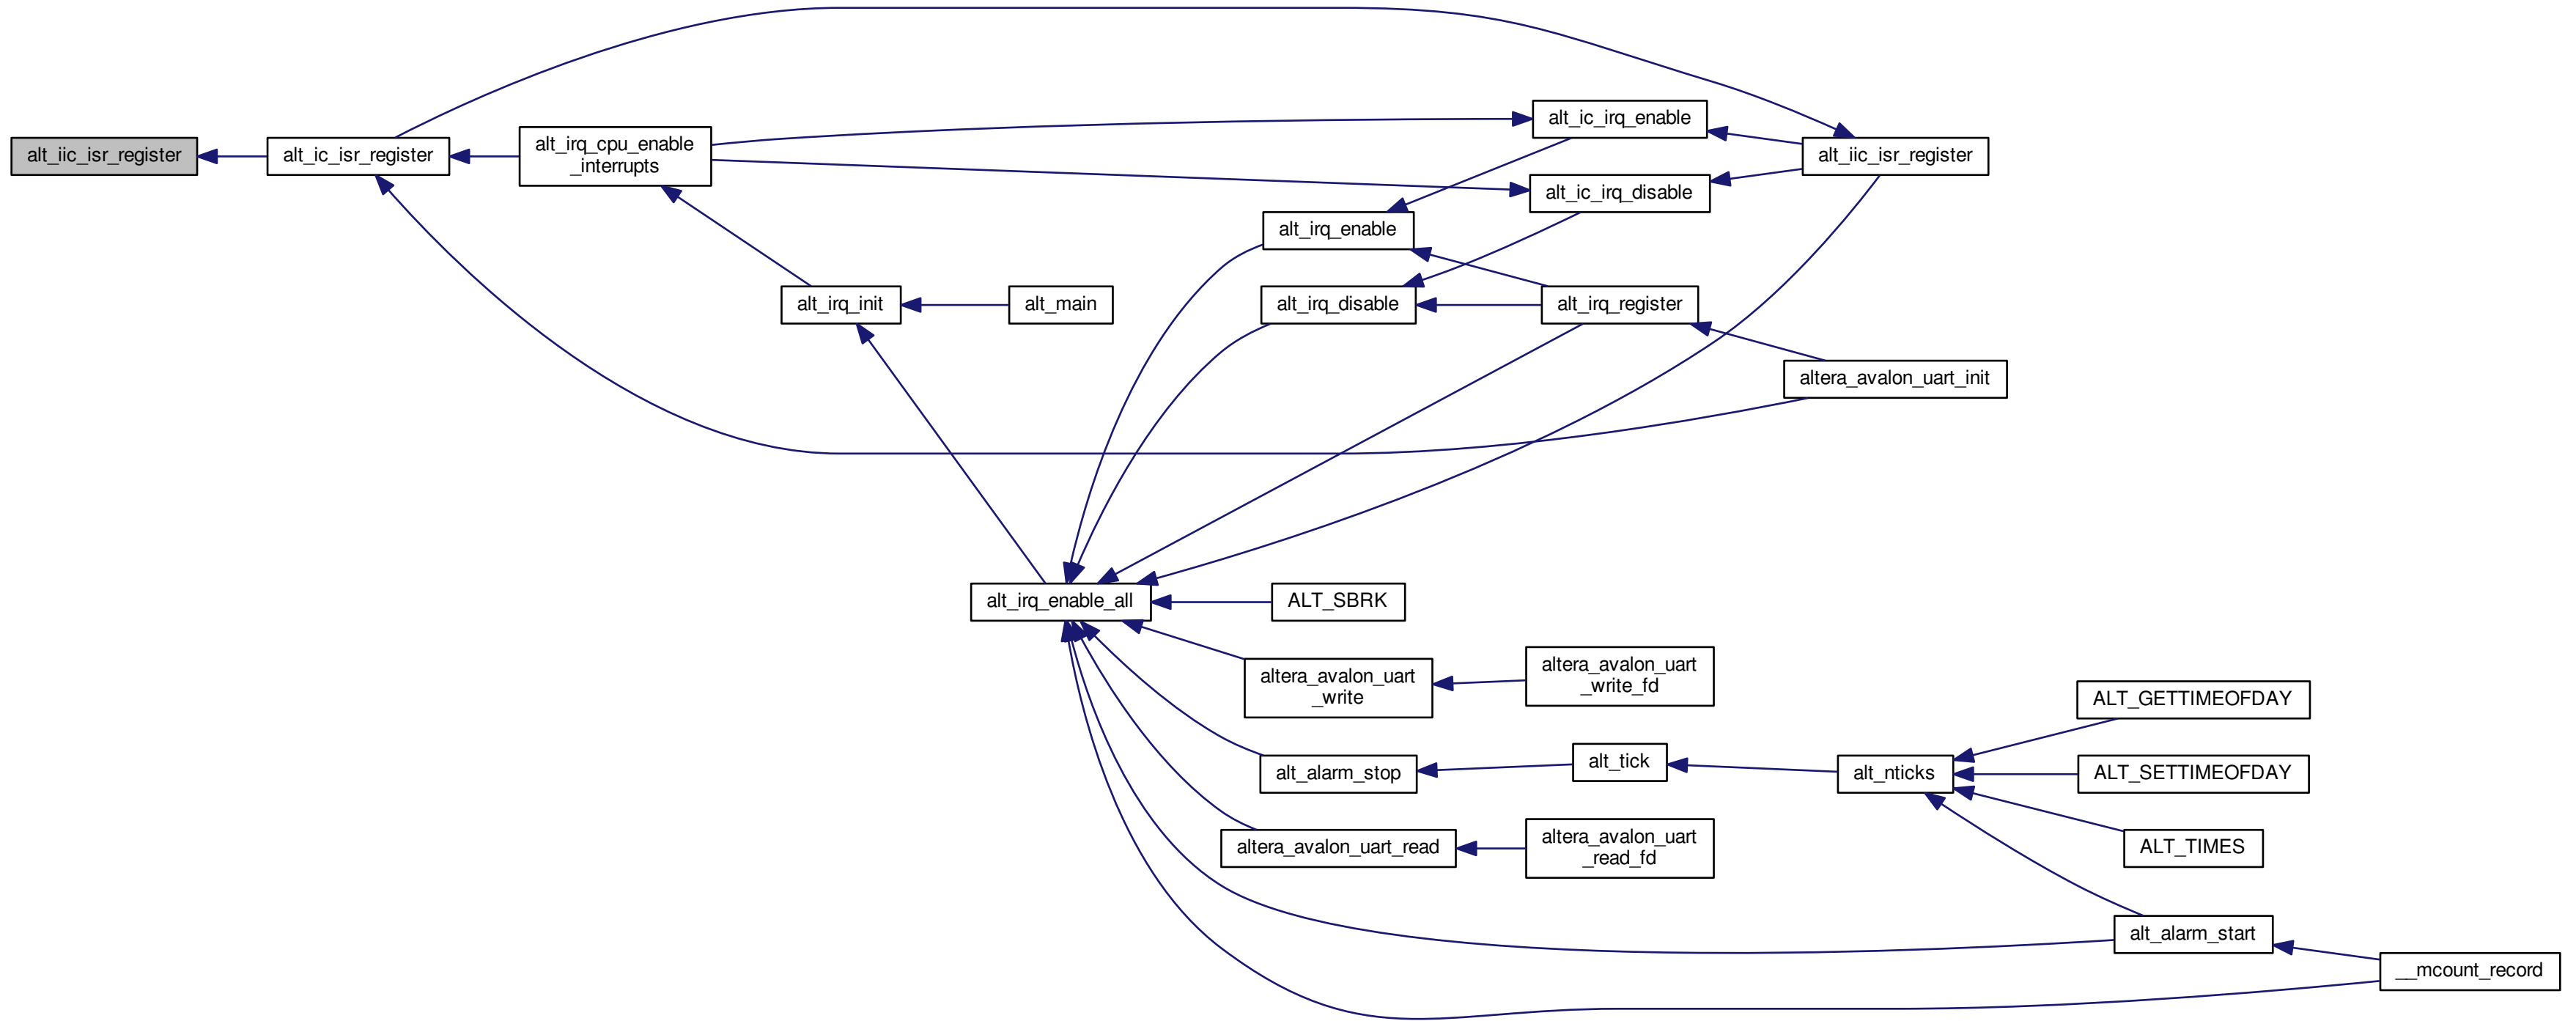 alt_iic_isr_register
alt_ic_isr_register
alt_irq_cpu_enable
_interrupts
alt_ic_irq_enable
alt_iic_isr_register
alt_ic_irq_disable
alt_irq_enable
alt_irq_init
alt_main
alt_irq_disable
alt_irq_register
altera_avalon_uart_init
alt_irq_enable_all
ALT_SBRK
altera_avalon_uart
_write
altera_avalon_uart
_write_fd
ALT_GETTIMEOFDAY
alt_alarm_stop
alt_tick
alt_nticks
ALT_SETTIMEOFDAY
altera_avalon_uart_read
altera_avalon_uart
_read_fd
ALT_TIMES
alt_alarm_start
__mcount_record